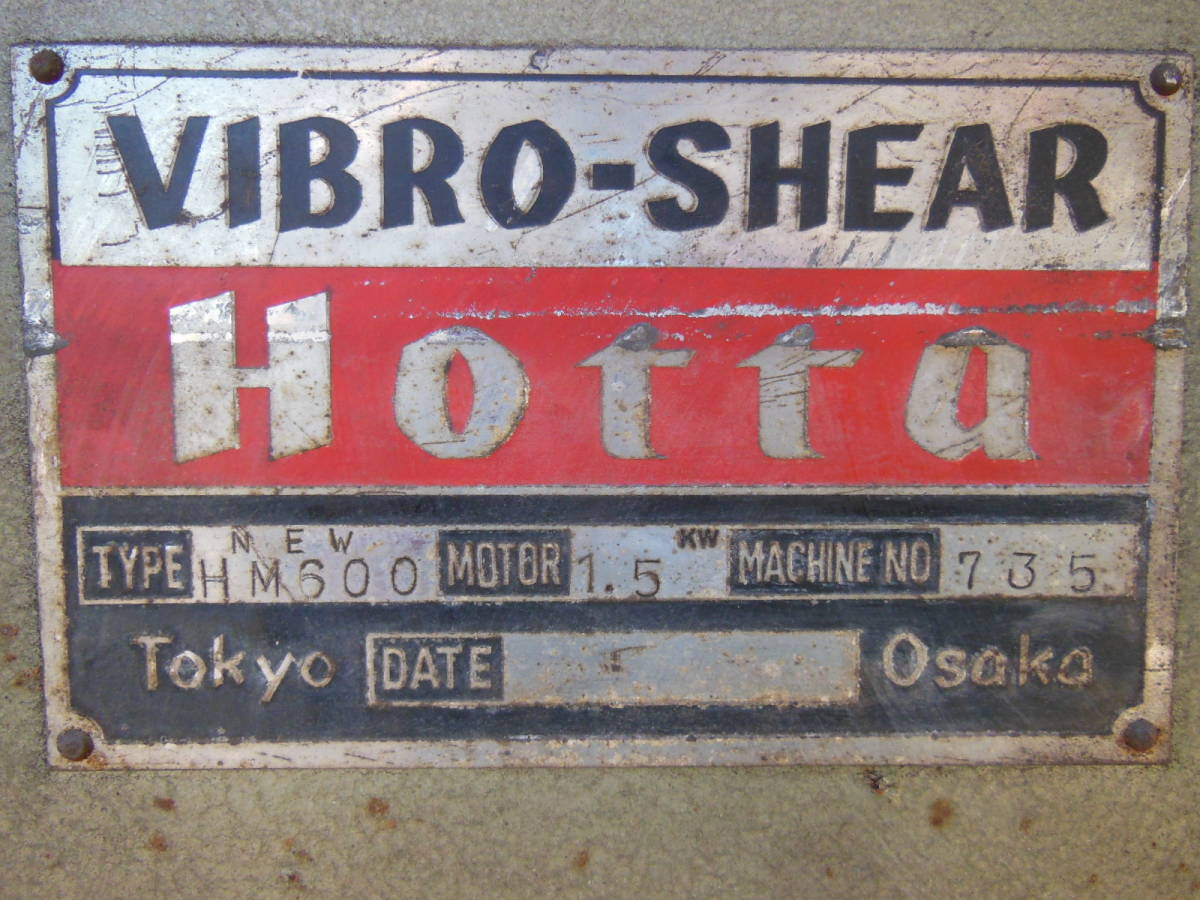 VIBRO-SHEAR
Hotta
NEW
TYPE HM600 MOTOR 1.5 KW MACHINE NO 735
Tokyo DATE Osaka